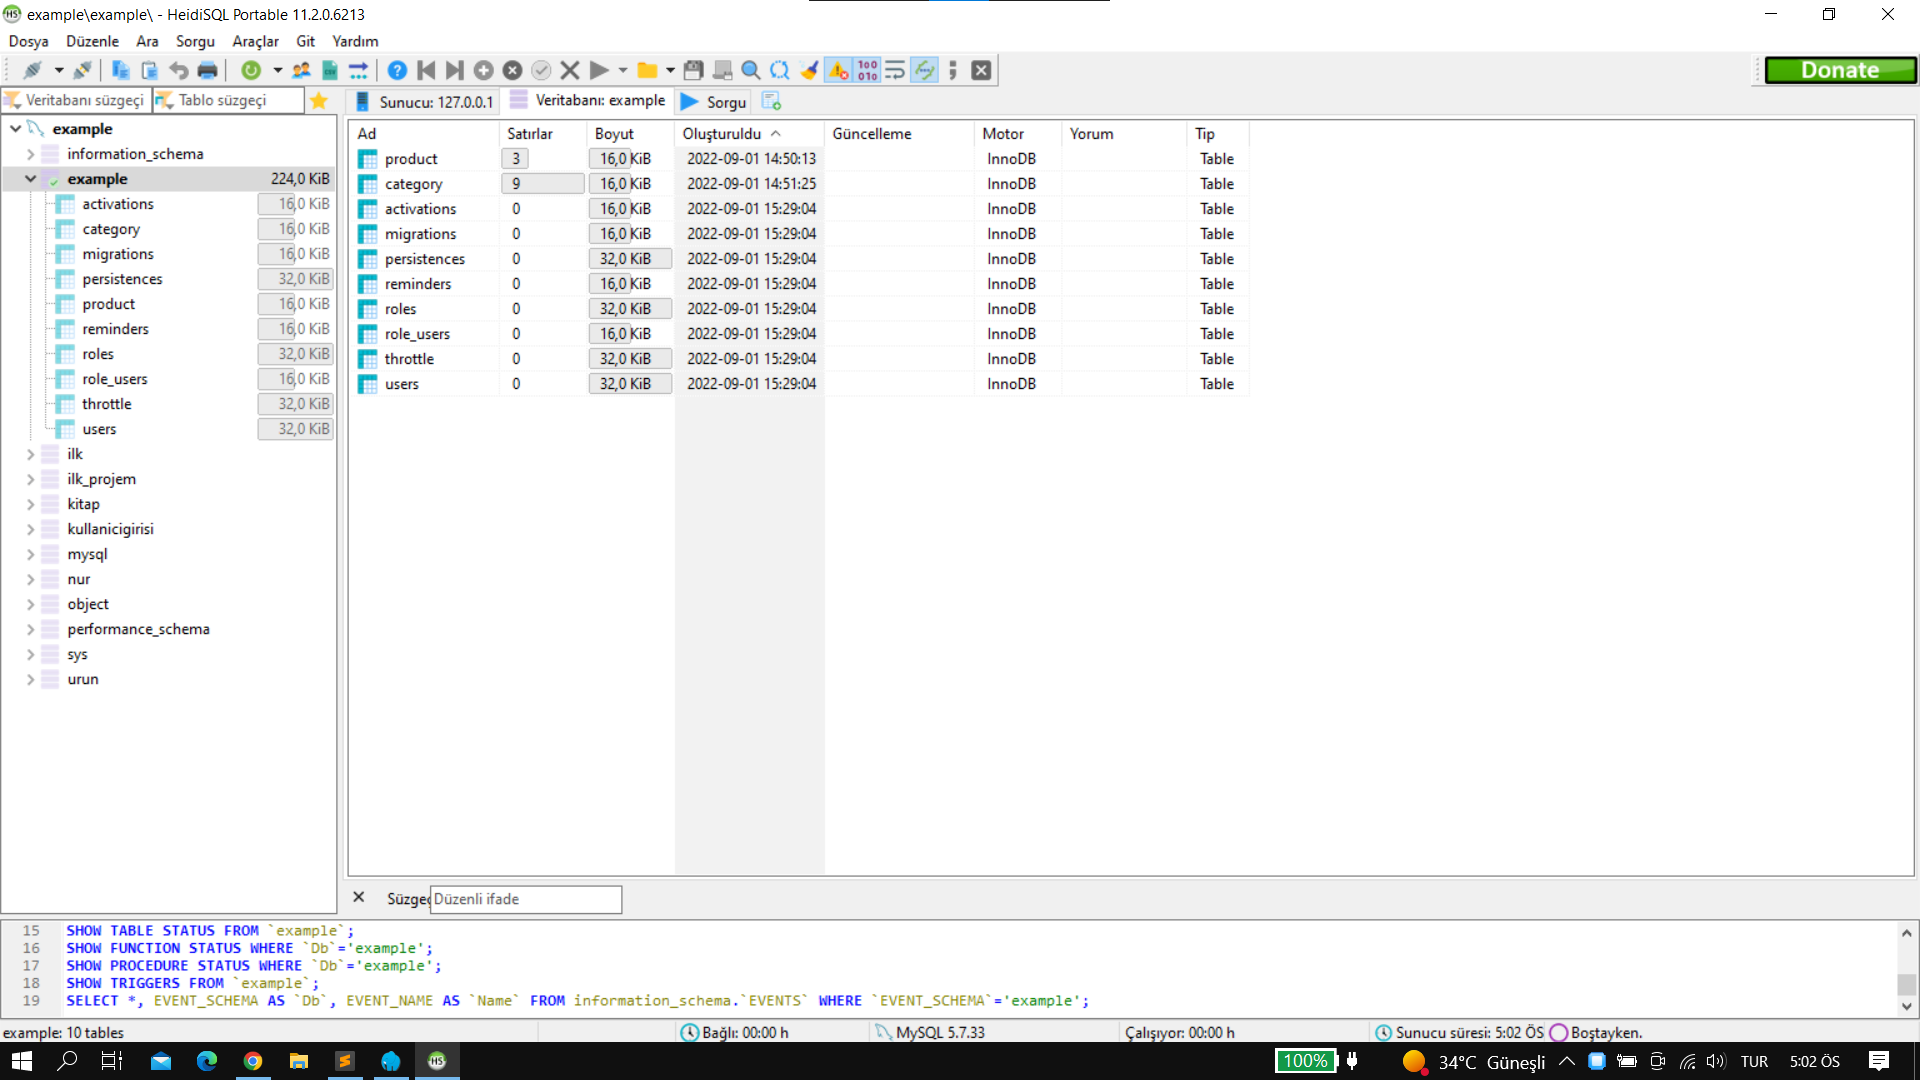 example\example\ - HeidiSQL Portable 11.2.0.6213
Dosya Düzenle Ara Sorgu Araçlar Git Yardım
Donate
Veritabanı süzgeçi Tablo süzgeçi Sunucu: 127.0.0.1 Veritabanı: example Sorgu
example
information_schema
example 224,0 KiB
activations 16,0 KiB
category 16,0 KiB
migrations 16,0 KiB
persistences 32,0 KiB
product 16,0 KiB
reminders 16,0 KiB
roles 32,0 KiB
role_users 16,0 KiB
throttle 32,0 KiB
users 32,0 KiB
ilk
ilk_projem
kitap
kullanicigirisi
mysql
nur
object
performance_schema
sys
urun
Ad Satırlar Boyut Oluşturuldu Güncelleme Motor Yorum Tip
product 3 16,0 KiB 2022-09-01 14:50:13 InnoDB Table
category 9 16,0 KiB 2022-09-01 14:51:25 InnoDB Table
activations 0 16,0 KiB 2022-09-01 15:29:04 InnoDB Table
migrations 0 16,0 KiB 2022-09-01 15:29:04 InnoDB Table
persistences 0 32,0 KiB 2022-09-01 15:29:04 InnoDB Table
reminders 0 16,0 KiB 2022-09-01 15:29:04 InnoDB Table
roles 0 32,0 KiB 2022-09-01 15:29:04 InnoDB Table
role_users 0 16,0 KiB 2022-09-01 15:29:04 InnoDB Table
throttle 0 32,0 KiB 2022-09-01 15:29:04 InnoDB Table
users 0 32,0 KiB 2022-09-01 15:29:04 InnoDB Table
Süzgeç Düzenli ifade
15 SHOW TABLE STATUS FROM `example`;
16 SHOW FUNCTION STATUS WHERE `Db`='example';
17 SHOW PROCEDURE STATUS WHERE `Db`='example';
18 SHOW TRIGGERS FROM `example`;
19 SELECT *, EVENT_SCHEMA AS `Db`, EVENT_NAME AS `Name` FROM information_schema.`EVENTS` WHERE `EVENT_SCHEMA`='example';
example: 10 tables Bağlı: 00:00 h MySQL 5.7.33 Çalışıyor: 00:00 h Sunucu süresi: 5:02 ÖS Boştayken.
100% 34°C Güneşli TUR 5:02 ÖS